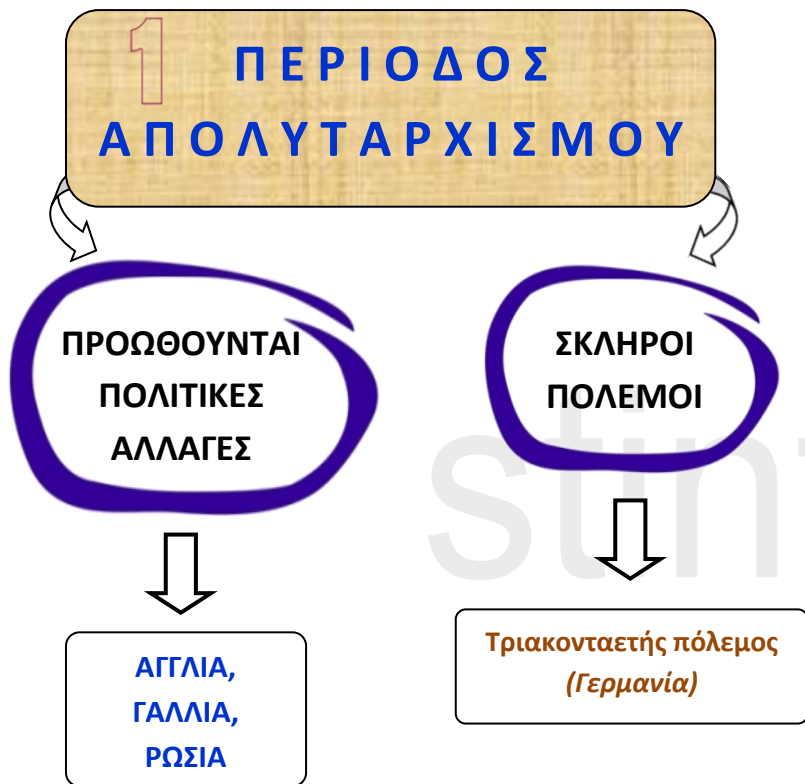 1
ΠΕΡΙΟΔΟΣ
ΑΠΟΛΥΤΑΡΧΙΣΜΟΥ
ΠΡΟΩΘΟΥΝΤΑΙ
ΠΟΛΙΤΙΚΕΣ
ΑΛΛΑΓΕΣ
ΣΚΛΗΡΟΙ
ΠΟΛΕΜΟΙ
ΑΓΓΛΙΑ,
ΓΑΛΛΙΑ,
ΡΩΣΙΑ
Τριακονταετής πόλεμος
(Γερμανία)